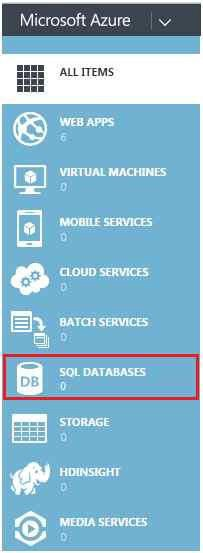 Microsoft Azure
ALL ITEMS
WEB APPS
6
VIRTUAL MACHINES
0
MOBILE SERVICES
0
CLOUD SERVICES
0
BATCH SERVICES
0
DB
SQL DATABASES
0
STORAGE
0
HDINSIGHT
0
MEDIA SERVICES
0